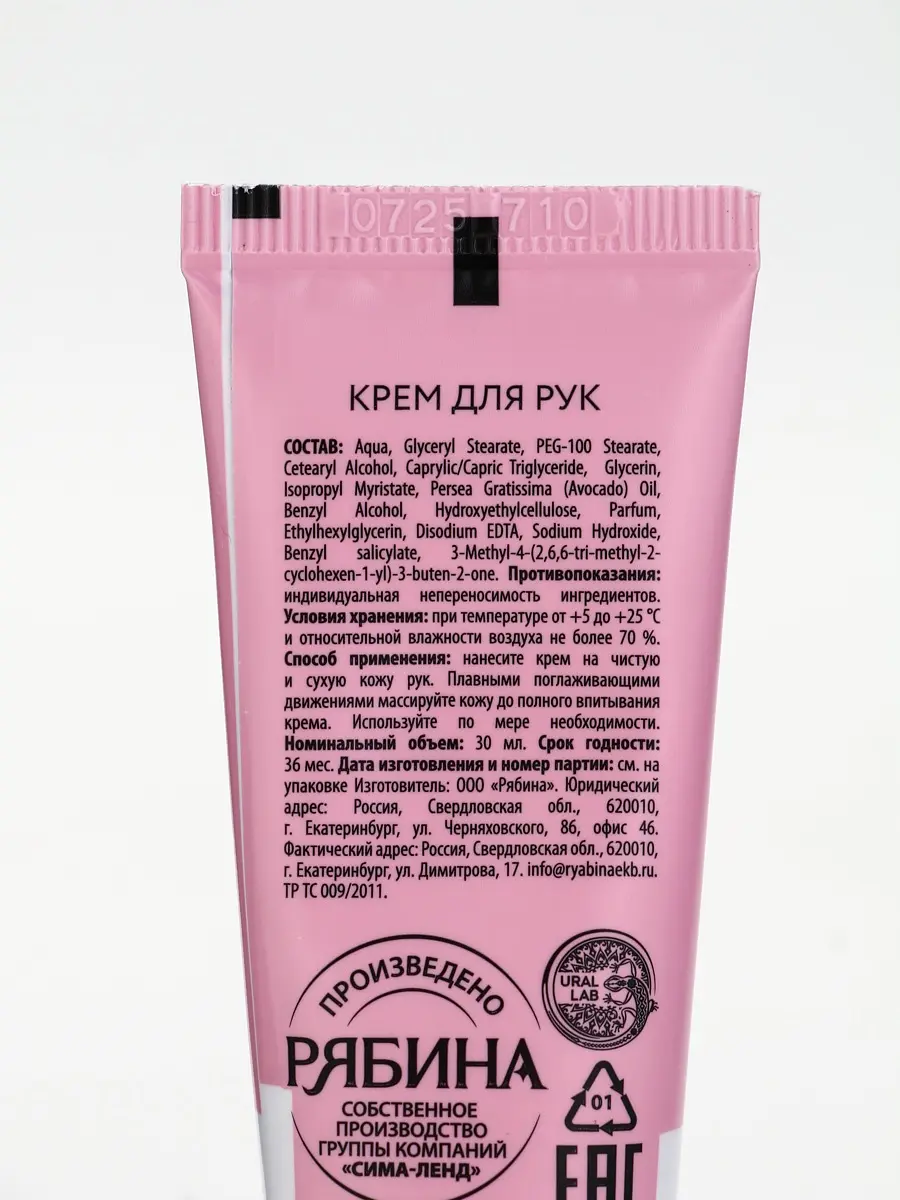 0725 710
КРЕМ ДЛЯ РУК
СОСТАВ: Aqua, Glyceryl Stearate, PEG-100 Stearate,
Cetearyl Alcohol, Caprylic/Capric Triglyceride, Glycerin,
Isopropyl Myristate, Persea Gratissima (Avocado) Oil,
Benzyl Alcohol, Hydroxyethylcellulose, Parfum,
Ethylhexylglycerin, Disodium EDTA, Sodium Hydroxide,
Benzyl salicylate, 3-Methyl-4-(2,6,6-tri-methyl-2-
cyclohexen-1-yl)-3-buten-2-one. Противопоказания:
индивидуальная непереносимость ингредиентов.
Условия хранения: при температуре от +5 до +25 °C
и относительной влажности воздуха не более 70 %.
Способ применения: нанесите крем на чистую
и сухую кожу рук. Плавными поглаживающими
движениями массируйте кожу до полного впитывания
крема. Используйте по мере необходимости.
Номинальный объем: 30 мл. Срок годности:
36 мес. Дата изготовления и номер партии: см. на
упаковке Изготовитель: ООО «Рябина». Юридический
адрес: Россия, Свердловская обл., 620010,
г. Екатеринбург, ул. Черняховского, 86, офис 46.
Фактический адрес: Россия, Свердловская обл., 620010,
г. Екатеринбург, ул. Димитрова, 17. info@ryabinaekb.ru.
ТР ТС 009/2011.
ПРОИЗВЕДЕНО
РЯБИНА
СОБСТВЕННОЕ
ПРОИЗВОДСТВО
ГРУППЫ КОМПАНИЙ
«СИМА-ЛЕНД»
URAL
LAB
01
EAC